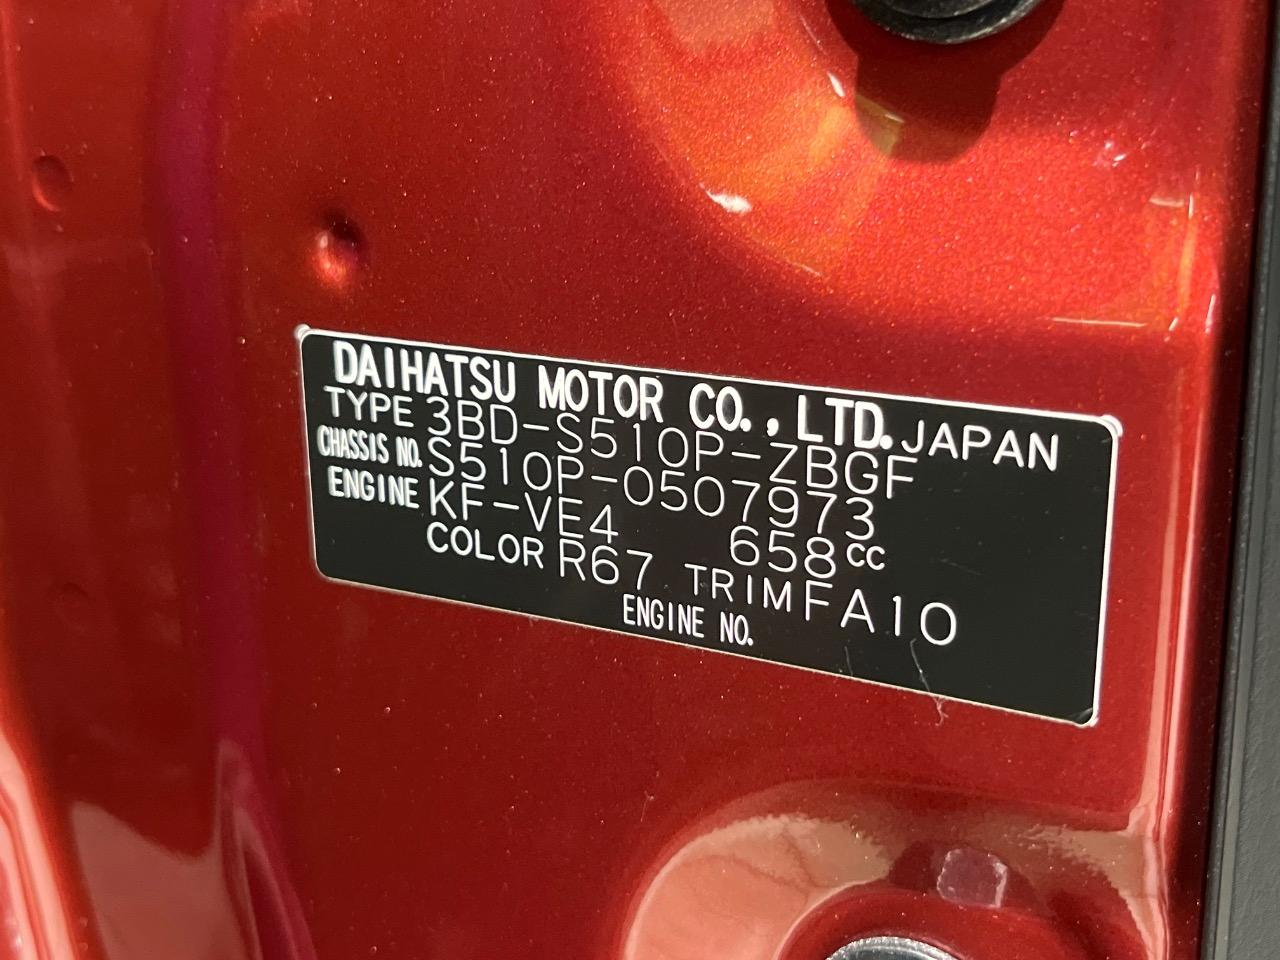 DAIHATSU MOTOR CO.,LTD. JAPAN
TYPE 3BD-S510P-ZBGF
CHASSIS NO. S510P-0507973
ENGINE KF-VE4 658cc
COLOR R67 TRIM FA10
ENGINE NO.